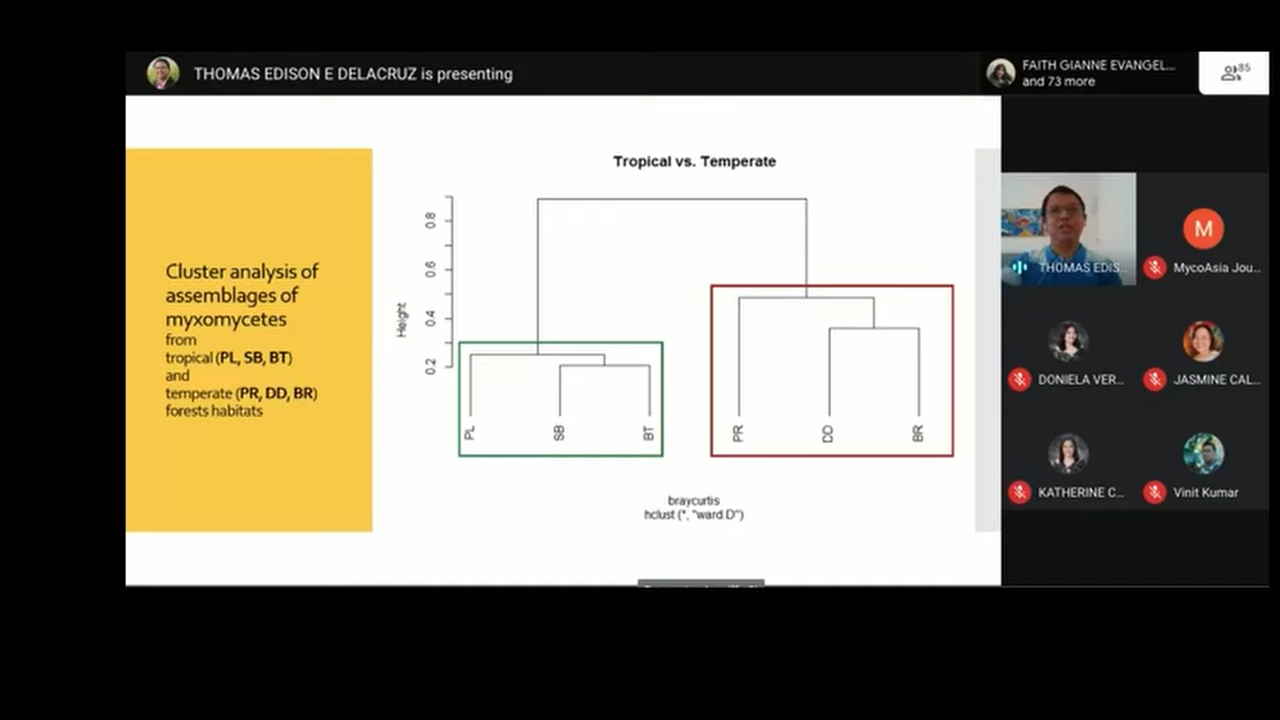 THOMAS EDISON E DELACRUZ is presenting
FAITH GIANNE EVANGEL...
and 73 more
85
Tropical vs. Temperate
Cluster analysis of
assemblages of
myxomycetes
from
tropical (PL, SB, BT)
and
temperate (PR, DD, BR)
forests habitats
Height
0.8
0.6
0.4
0.2
PL
SB
BT
PR
DD
BR
braycurtis
hclust (*, "ward.D")
THOMAS EDIS...
M
MycoAsia Jou...
DONIELA VER...
JASMINE CAL...
KATHERINE C...
Vinit Kumar